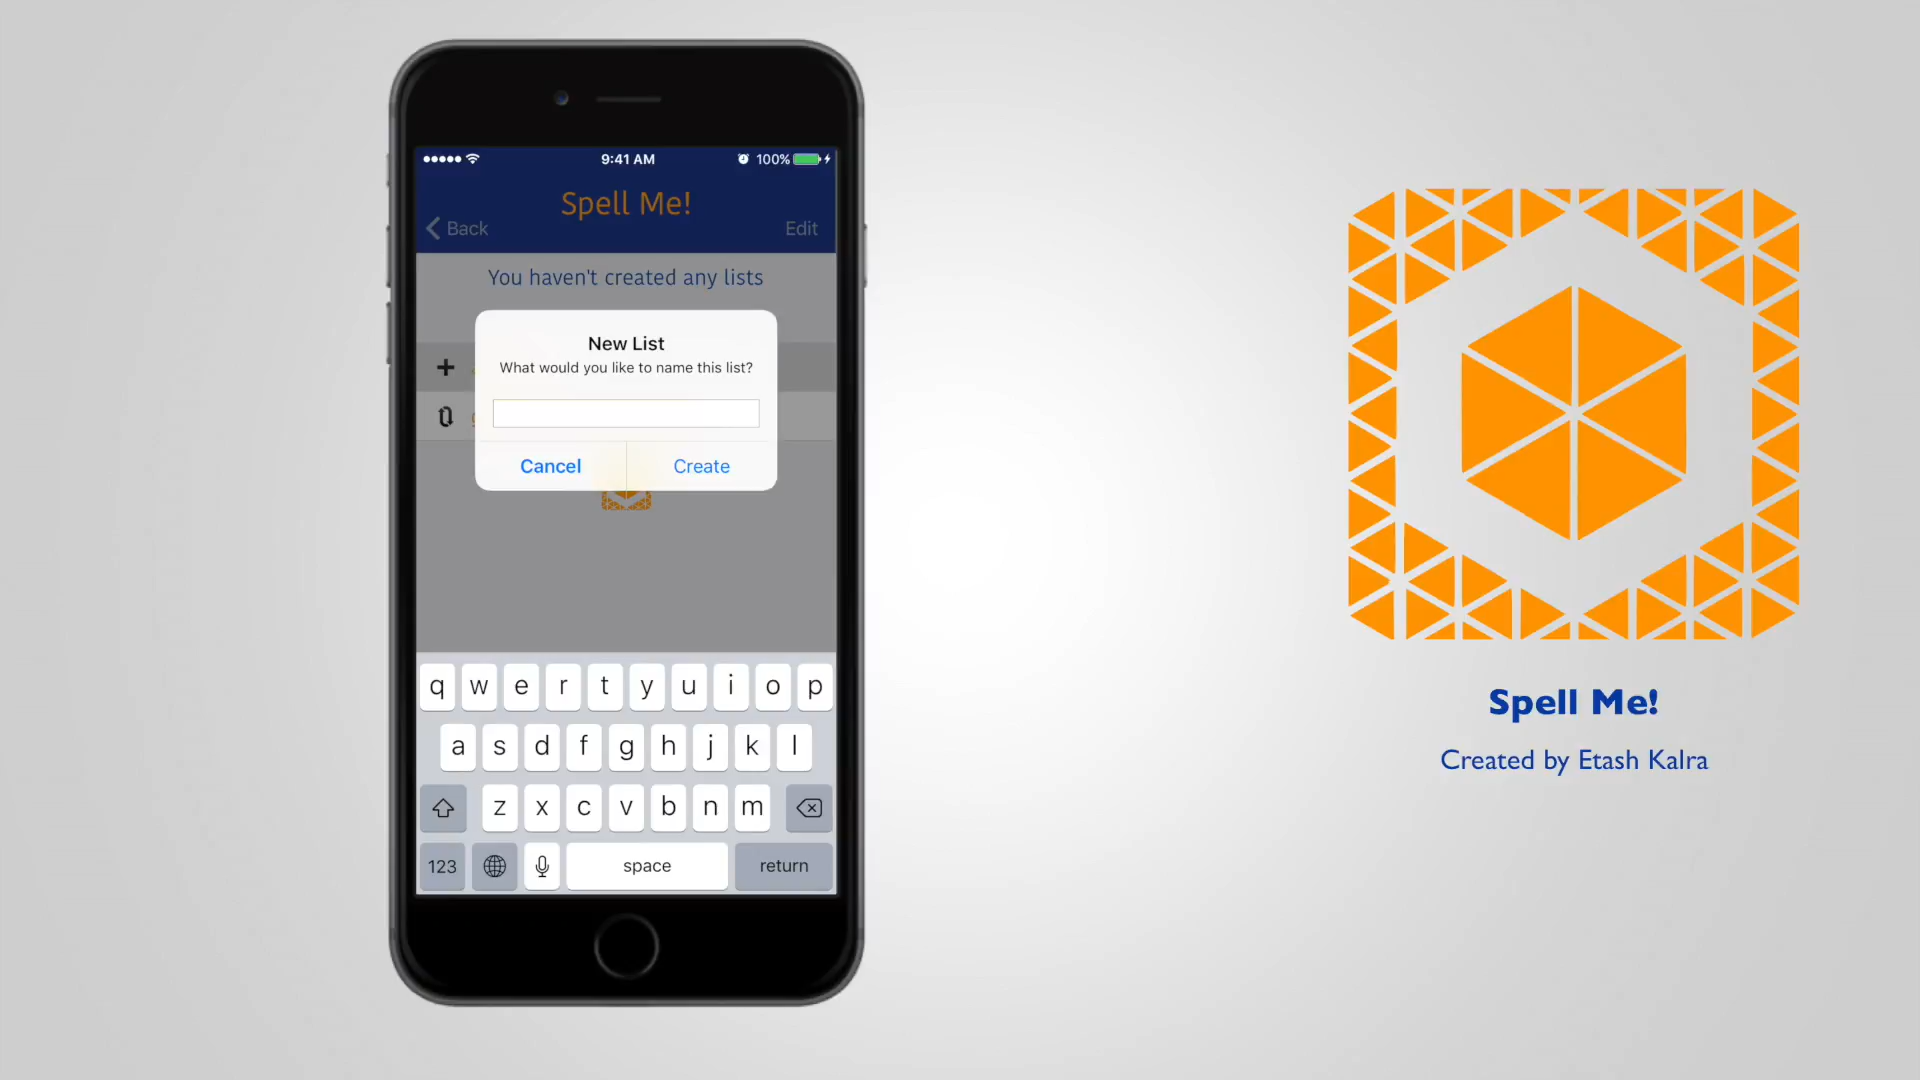 9:41 AM
100%
Spell Me!
Back
Edit
You haven't created any lists
New List
What would you like to name this list?
Cancel
Create
q w e r t y u i o p
a s d f g h j k l
z x c v b n m
123
space
return
Spell Me!
Created by Etash Kalra